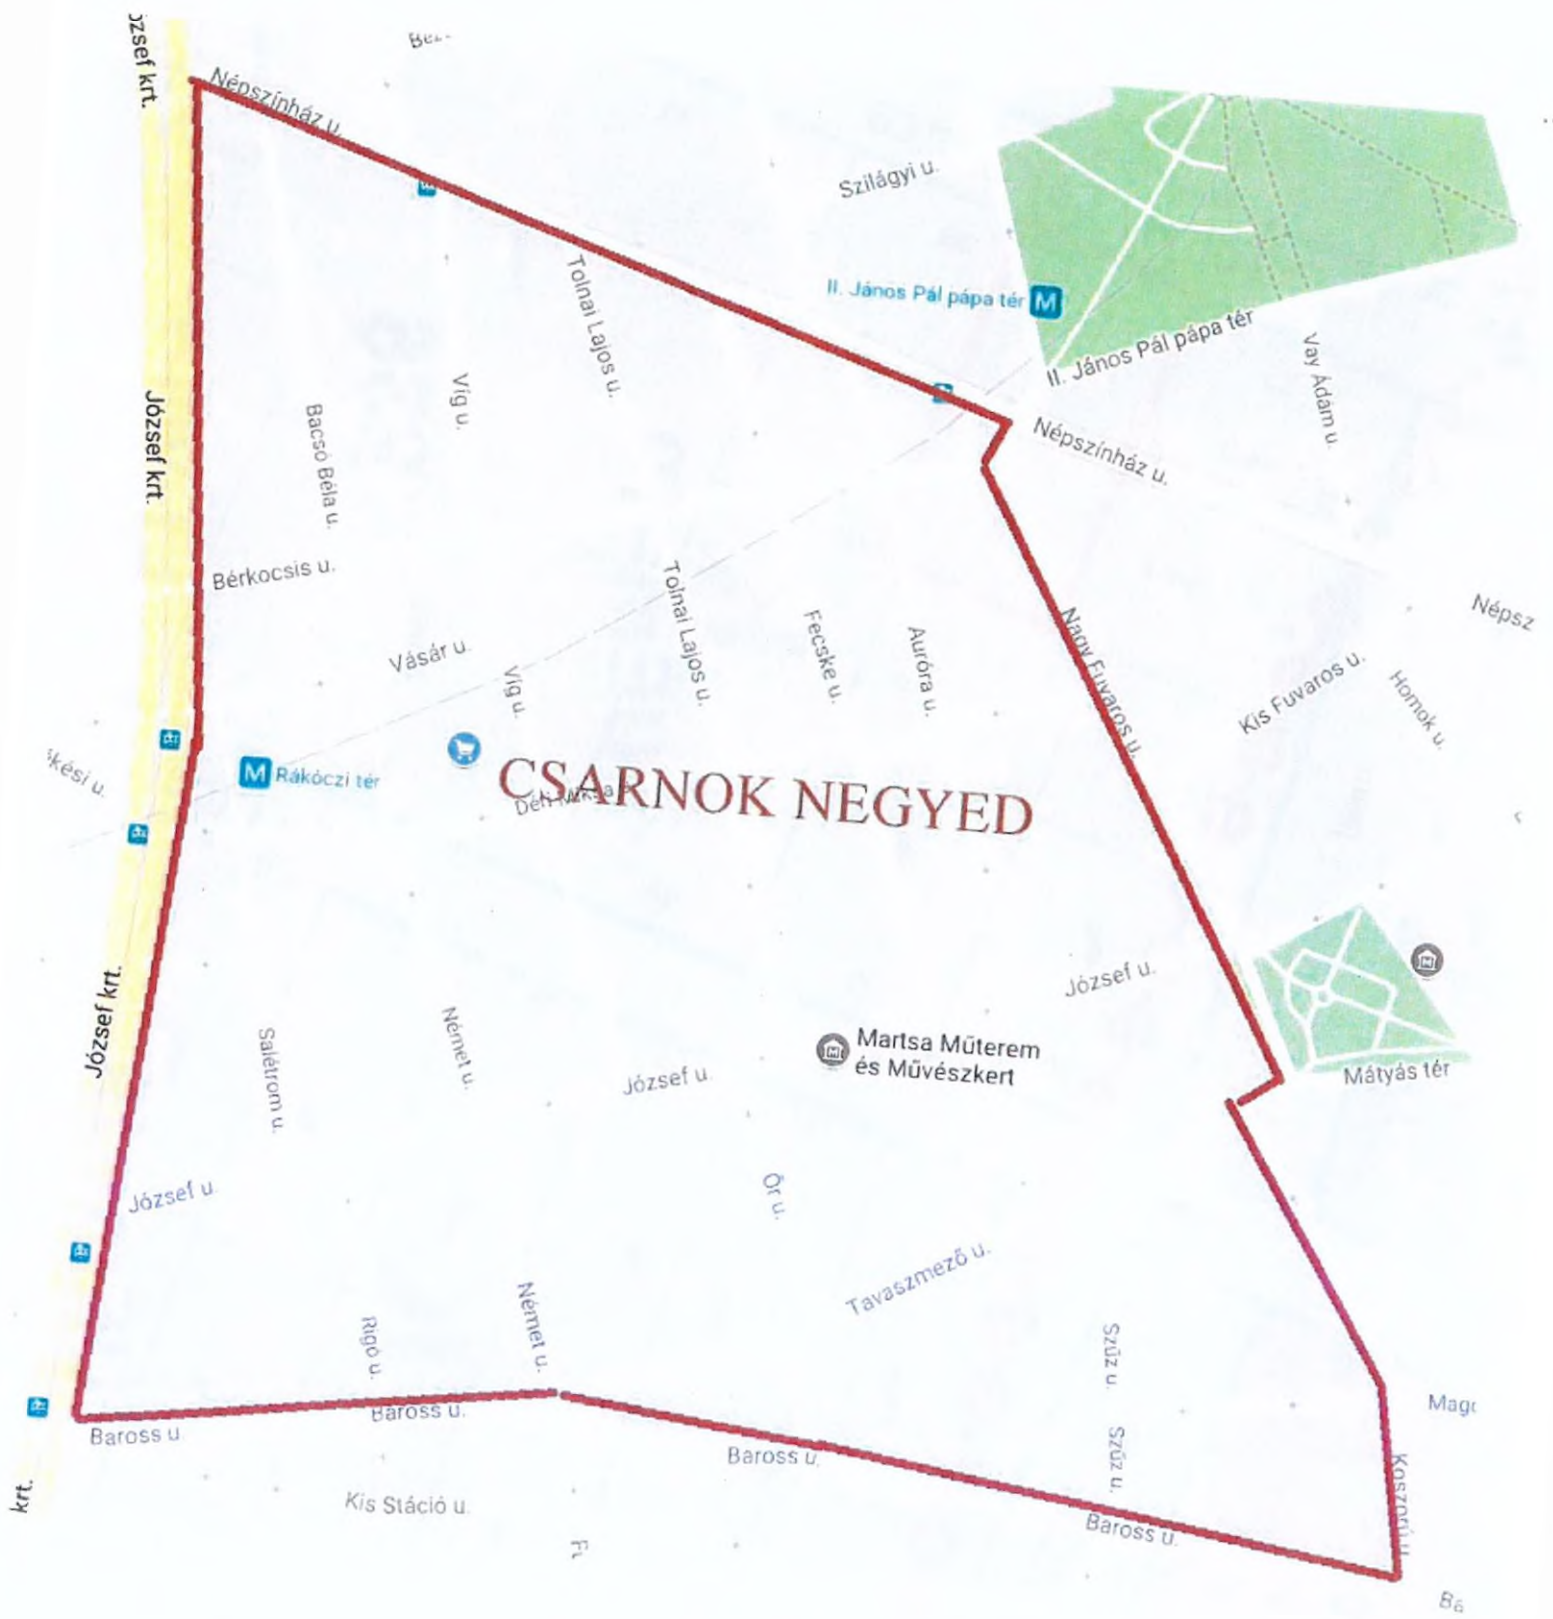 József krt.
Népszínház u.
Szilágyi u.
II. János Pál pápa tér
M
II. János Pál pápa tér
Vay Ádám u.
Tolnai Lajos u.
Víg u.
Bacsó Béla u.
József krt.
Népszínház u.
Bérkocsis u.
Tolnai Lajos u.
Fecske u.
Auróra u.
Nagy Fuvaros u.
Népsz
Kis Fuvaros u.
Homok u.
Vásár u.
Víg u.
M
Rákóczi tér
CSARNOK NEGYED
József u.
József krt.
Salétrom u.
Német u.
József u.
Martsa Műterem
és Művészkert
Mátyás tér
József u.
Őr u.
Tavaszmező u.
Rigó u.
Német u.
Szűz u.
Baross u.
Baross u.
Baross u.
Szűz u.
Koszorú u.
Baross u.
Kis Stáció u.
krt.